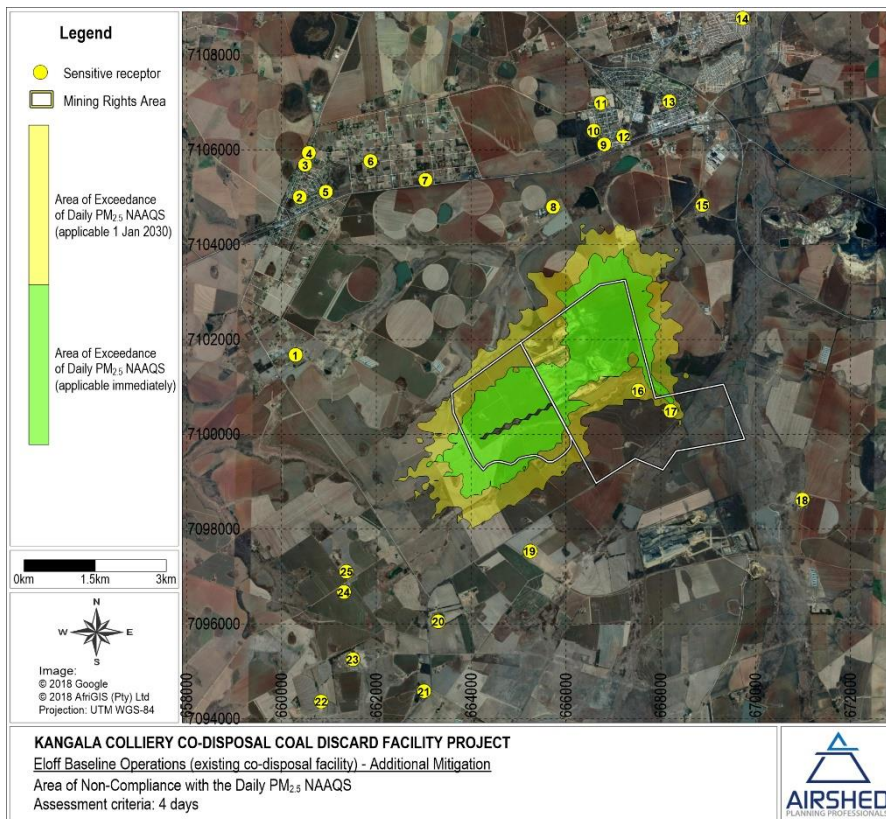 Legend
Sensitive receptor
Mining Rights Area
Area of Exceedance
of Daily PM2.5 NAAQS
(applicable 1 Jan 2030)
Area of Exceedance
of Daily PM2.5 NAAQS
(applicable immediately)
0km 1.5km 3km
N
W E
S
Image:
© 2018 Google
© 2018 AfriGIS (Pty) Ltd
Projection: UTM WGS-84
7108000
7106000
7104000
7102000
7100000
7098000
7096000
7094000
658000 660000 662000 664000 666000 668000 670000 672000
14
11 13
10 12
9
4
3 6
2 5 7
8 15
1
16
17
18
19
25
24
20
23
22 21
KANGALA COLLIERY CO-DISPOSAL COAL DISCARD FACILITY PROJECT
Eloff Baseline Operations (existing co-disposal facility) - Additional Mitigation
Area of Non-Compliance with the Daily PM2.5 NAAQS
Assessment criteria: 4 days
AIRSHED
PLANNING PROFESSIONALS